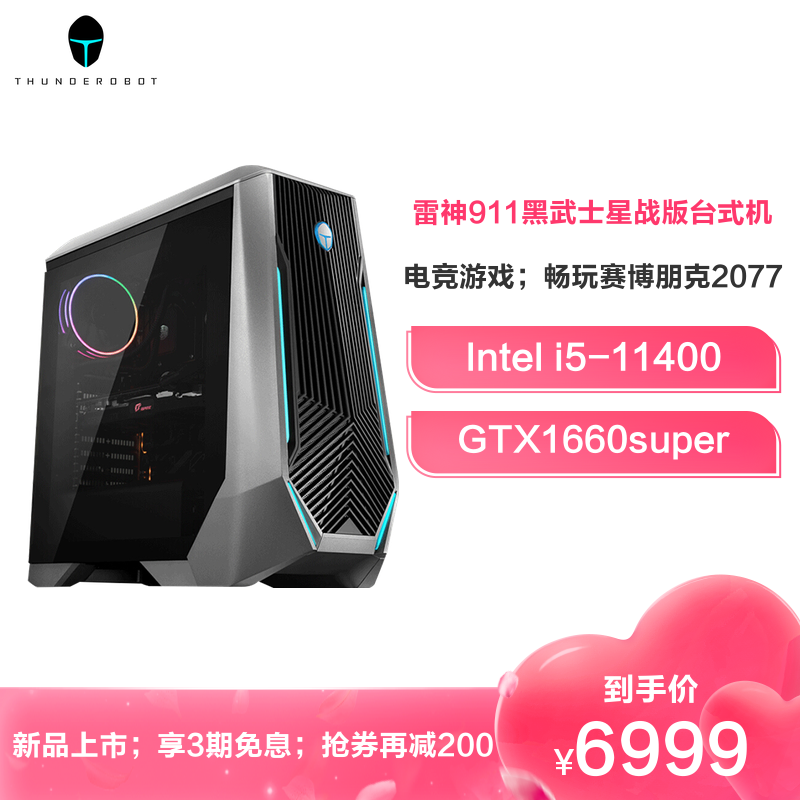 THUNDEROBOT
雷神911黑武士星战版台式机
电竞游戏；畅玩赛博朋克2077
Intel i5-11400
GTX1660super
到手价
¥6999
新品上市；享3期免息；抢券再减200